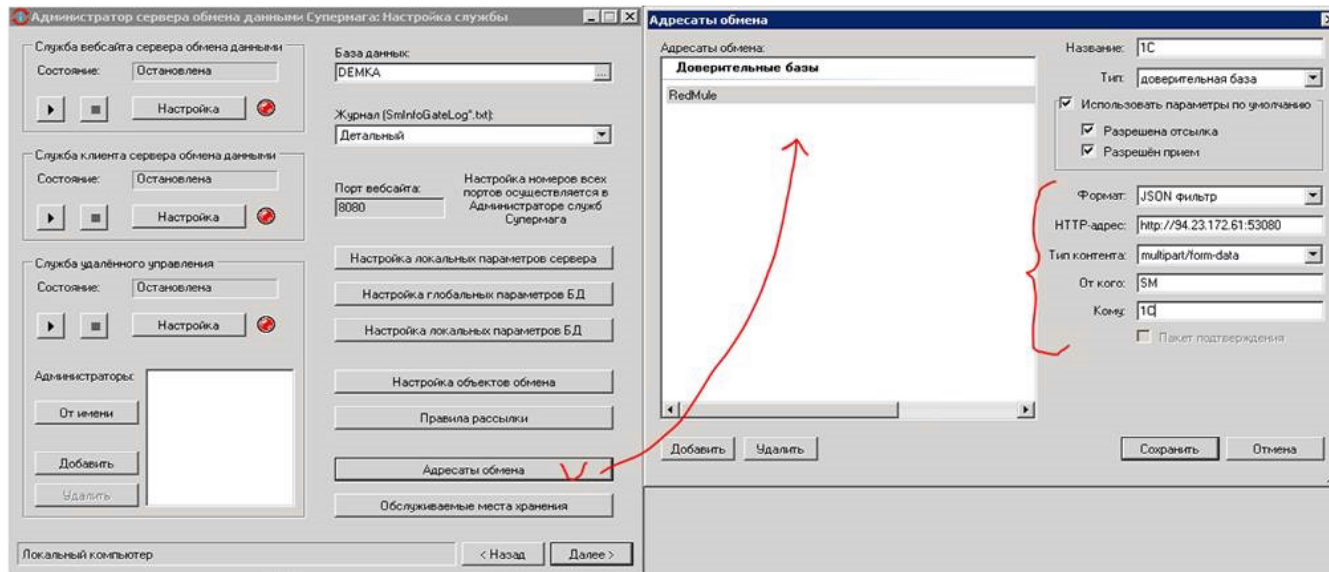 Администратор сервера обмена данными Супермага: Настройка службы
Служба вебсайта сервера обмена данными
Состояние: Остановлена
Настройка
Служба клиента сервера обмена данными
Состояние: Остановлена
Настройка
Служба удалённого управления
Состояние: Остановлена
Настройка
Администраторы:
От имени
Добавить
Удалить
База данных:
DEMKA
...
Журнал (SmInfoGateLog*.txt):
Детальный
Порт вебсайта:
8080
Настройка номеров всех
портов осуществляется в
Администраторе служб
Супермага
Настройка локальных параметров сервера
Настройка глобальных параметров БД
Настройка локальных параметров БД
Настройка объектов обмена
Правила рассылки
Адресаты обмена
Обслуживаемые места хранения
Локальный компьютер
< Назад
Далее >
Адресаты обмена
Адресаты обмена:
Доверительные базы
RedMule
Добавить
Удалить
Название: 1C
Тип: доверительная база
Использовать параметры по умолчанию
Разрешена отсылка
Разрешён прием
Формат: JSON фильтр
HTTP-адрес: http://94.23.172.61:53080
Тип контента: multipart/form-data
От кого: SM
Кому: 1C
Пакет подтверждения
Сохранить
Отмена